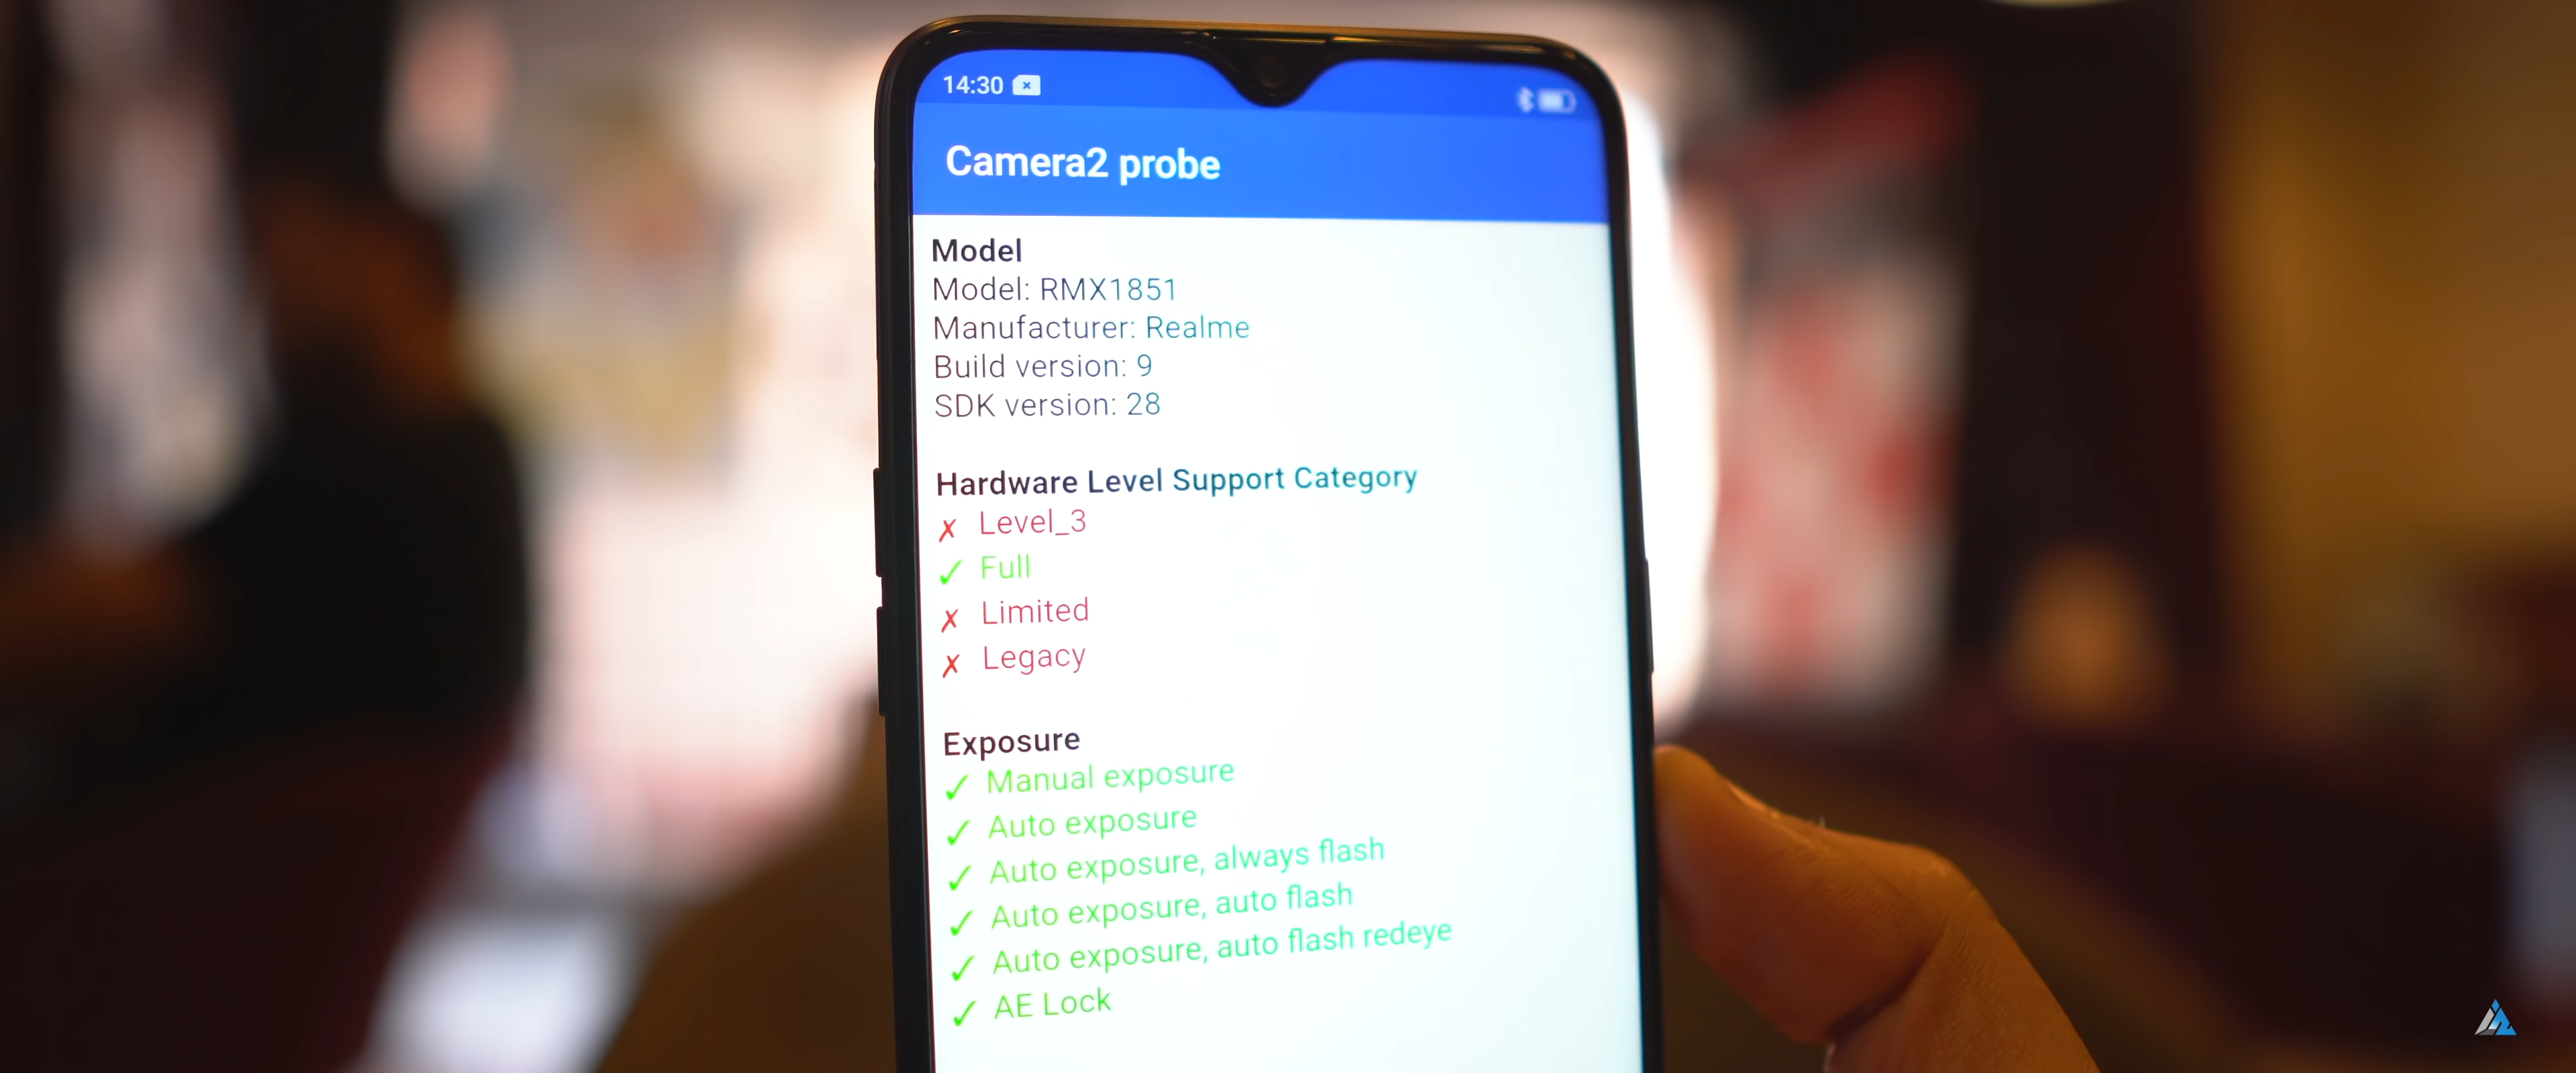 14:30
Camera2 probe
Model
Model: RMX1851
Manufacturer: Realme
Build version: 9
SDK version: 28
Hardware Level Support Category
✗ Level_3
✓ Full
✗ Limited
✗ Legacy
Exposure
✓ Manual exposure
✓ Auto exposure
✓ Auto exposure, always flash
✓ Auto exposure, auto flash
✓ Auto exposure, auto flash redeye
✓ AE Lock